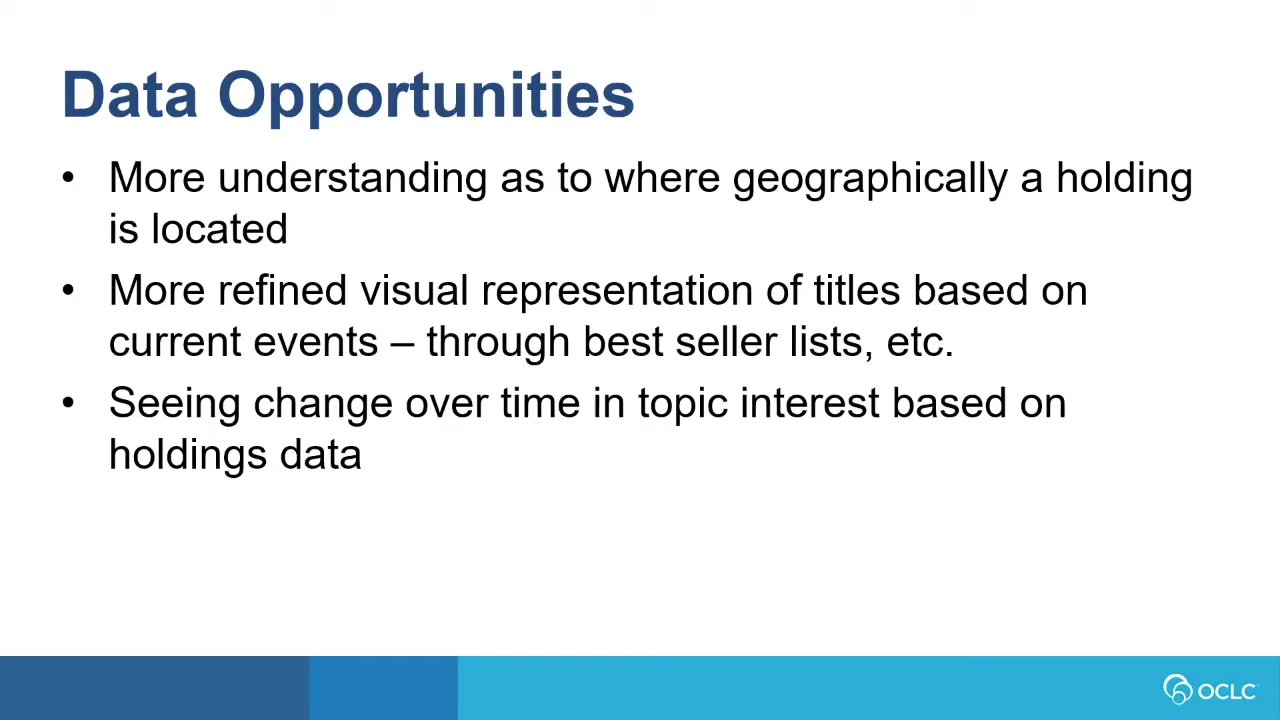 Data Opportunities
• More understanding as to where geographically a holding
is located
• More refined visual representation of titles based on
current events – through best seller lists, etc.
• Seeing change over time in topic interest based on
holdings data
OCLC